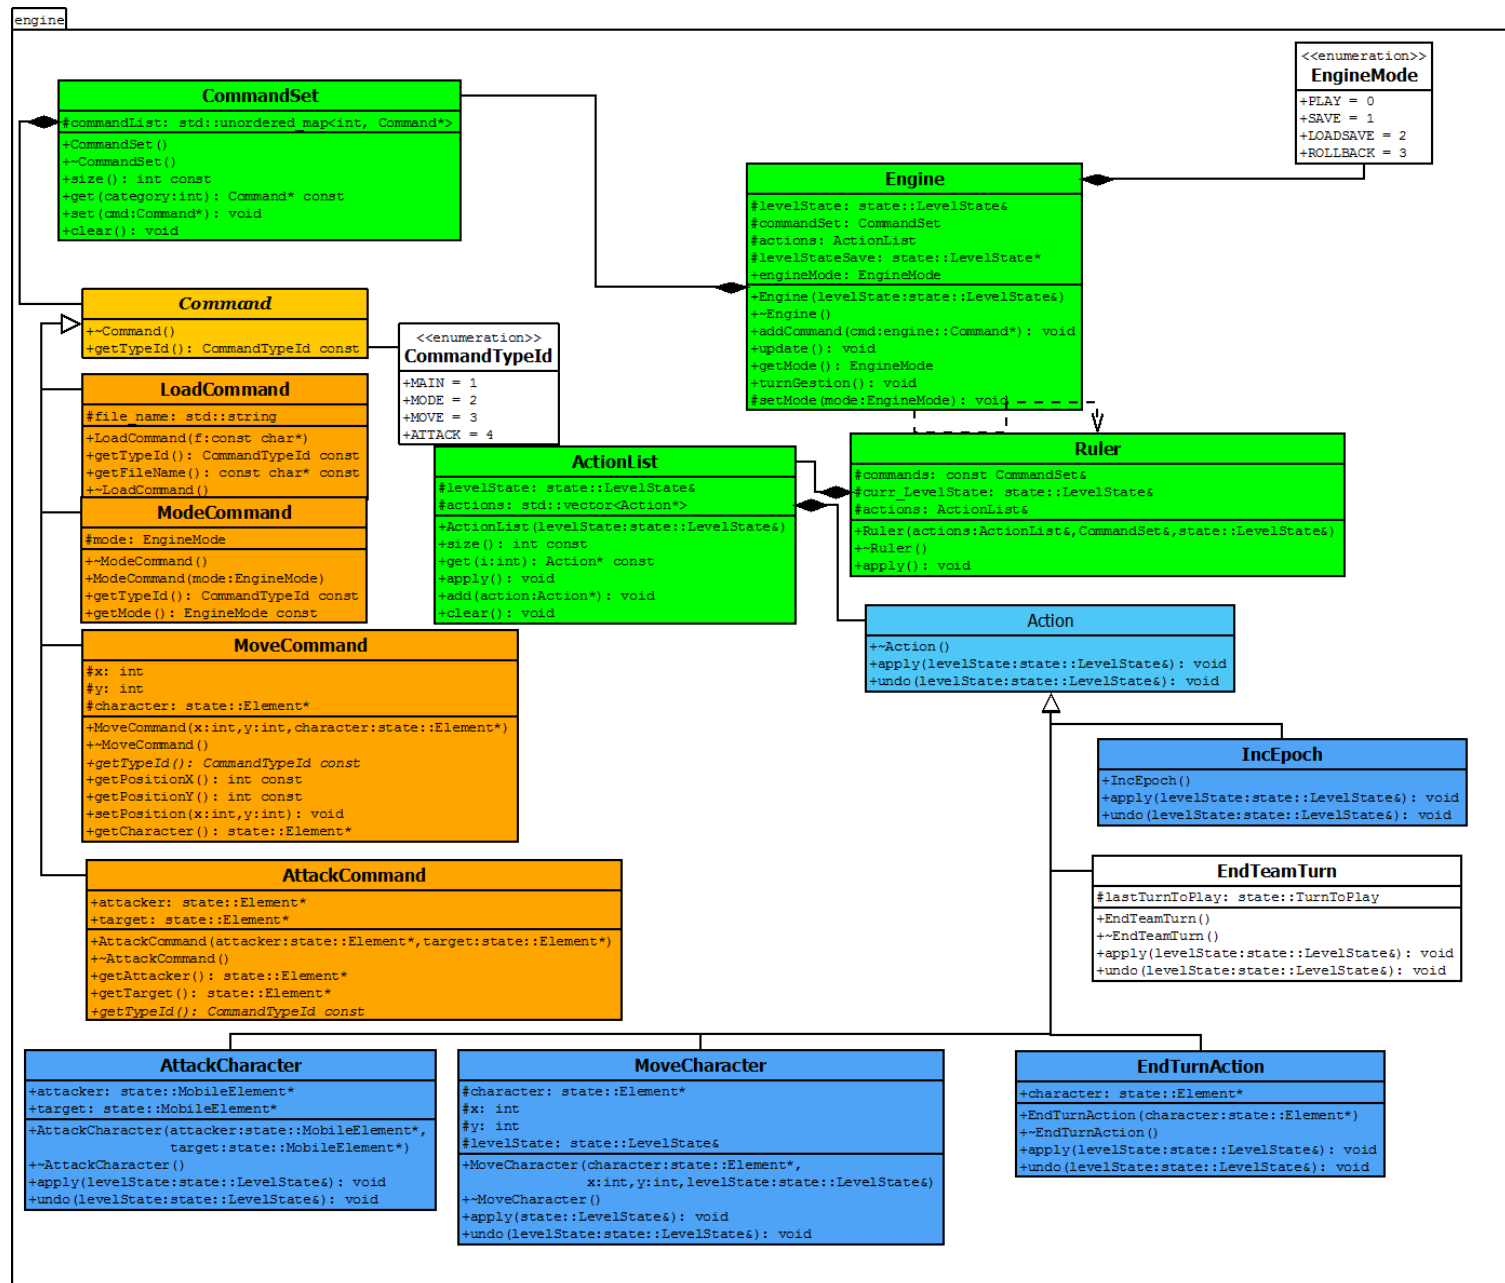 engine
<<enumeration>>
EngineMode
+PLAY = 0
+SAVE = 1
+LOADSAVE = 2
+ROLLBACK = 3
CommandSet
#commandList: std::unordered_map<int, Command*>
+CommandSet()
+~CommandSet()
+size(): int const
+get(category:int): Command* const
+set(cmd:Command*): void
+clear(): void
Engine
#levelState: state::LevelState&
#commandSet: CommandSet
#actions: ActionList
#levelStateSave: state::LevelState*
+engineMode: EngineMode
+Engine(levelState:state::LevelState&)
+~Engine()
+addCommand(cmd:engine::Command*): void
+update(): void
+getMode(): EngineMode
+turnGestion(): void
#setMode(mode:EngineMode): void
Command
+~Command()
+getTypeId(): CommandTypeId const
<<enumeration>>
CommandTypeId
+MAIN = 1
+MODE = 2
+MOVE = 3
+ATTACK = 4
LoadCommand
#file_name: std::string
+LoadCommand(f:const char*)
+getTypeId(): CommandTypeId const
+getFileName(): const char* const
+~LoadCommand()
ModeCommand
#mode: EngineMode
+~ModeCommand()
+ModeCommand(mode:EngineMode)
+getTypeId(): CommandTypeId const
+getMode(): EngineMode const
ActionList
#levelState: state::LevelState&
#actions: std::vector<Action*>
+ActionList(levelState:state::LevelState&)
+size(): int const
+get(i:int): Action* const
+apply(): void
+add(action:Action*): void
+clear(): void
Ruler
#commands: const CommandSet&
#curr_LevelState: state::LevelState&
#actions: ActionList&
+Ruler(actions:ActionList&,CommandSet&,state::LevelState&)
+~Ruler()
+apply(): void
Action
+~Action()
+apply(levelState:state::LevelState&): void
+undo(levelState:state::LevelState&): void
MoveCommand
#x: int
#y: int
#character: state::Element*
+MoveCommand(x:int,y:int,character:state::Element*)
+~MoveCommand()
+getTypeId(): CommandTypeId const
+getPositionX(): int const
+getPositionY(): int const
+setPosition(x:int,y:int): void
+getCharacter(): state::Element*
IncEpoch
+IncEpoch()
+apply(levelState:state::LevelState&): void
+undo(levelState:state::LevelState&): void
AttackCommand
+attacker: state::Element*
+target: state::Element*
+AttackCommand(attacker:state::Element*,target:state::Element*)
+~AttackCommand()
+getAttacker(): state::Element*
+getTarget(): state::Element*
+getTypeId(): CommandTypeId const
EndTeamTurn
#lastTurnToPlay: state::TurnToPlay
+EndTeamTurn()
+~EndTeamTurn()
+apply(levelState:state::LevelState&): void
+undo(levelState:state::LevelState&): void
AttackCharacter
+attacker: state::MobileElement*
+target: state::MobileElement*
+AttackCharacter(attacker:state::MobileElement*,
target:state::MobileElement*)
+~AttackCharacter()
+apply(levelState:state::LevelState&): void
+undo(levelState:state::LevelState&): void
MoveCharacter
#character: state::Element*
#x: int
#y: int
#levelState: state::LevelState&
+MoveCharacter(character:state::Element*,
x:int,y:int,levelState:state::LevelState&)
+~MoveCharacter()
+apply(state::LevelState&): void
+undo(levelState:state::LevelState&): void
EndTurnAction
+character: state::Element*
+EndTurnAction(character:state::Element*)
+~EndTurnAction()
+apply(levelState:state::LevelState&): void
+undo(levelState:state::LevelState&): void